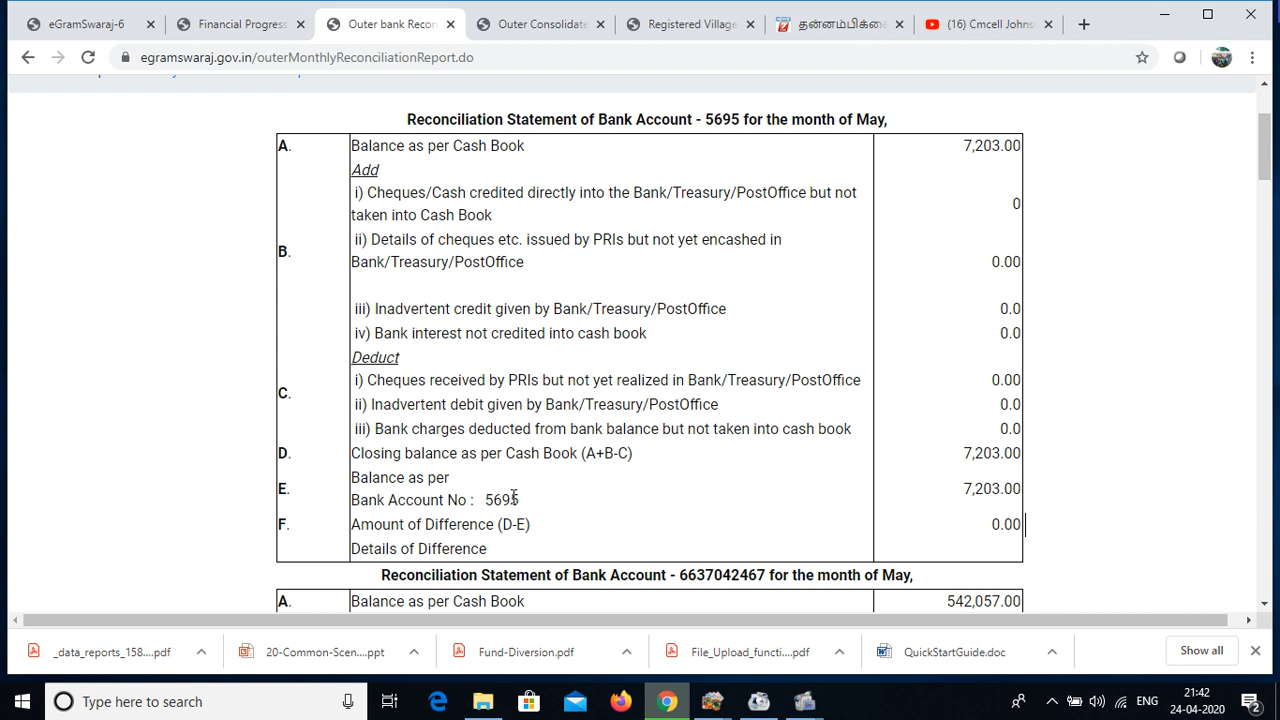 eGramSwaraj-6
Financial Progress
Outer bank Recon
Outer Consolidate
Registered Village
தன்னம்பிக்கை
(16) Cmcell Johns
egramswaraj.gov.in/outerMonthlyReconciliationReport.do
Reconciliation Statement of Bank Account - 5695 for the month of May,
A. Balance as per Cash Book 7,203.00
Add
i) Cheques/Cash credited directly into the Bank/Treasury/PostOffice but not
taken into Cash Book 0
B. ii) Details of cheques etc. issued by PRIs but not yet encashed in
Bank/Treasury/PostOffice 0.00
iii) Inadvertent credit given by Bank/Treasury/PostOffice 0.0
iv) Bank interest not credited into cash book 0.0
Deduct
i) Cheques received by PRIs but not yet realized in Bank/Treasury/PostOffice 0.00
C. ii) Inadvertent debit given by Bank/Treasury/PostOffice 0.0
iii) Bank charges deducted from bank balance but not taken into cash book 0.0
D. Closing balance as per Cash Book (A+B-C) 7,203.00
Balance as per
E. Bank Account No : 5695 7,203.00
F. Amount of Difference (D-E) 0.00
Details of Difference
Reconciliation Statement of Bank Account - 6637042467 for the month of May,
A. Balance as per Cash Book 542,057.00
_data_reports_158....pdf
20-Common-Scen....ppt
Fund-Diversion.pdf
File_Upload_functi....pdf
QuickStartGuide.doc
Show all
Type here to search
ENG
21:42
24-04-2020
2